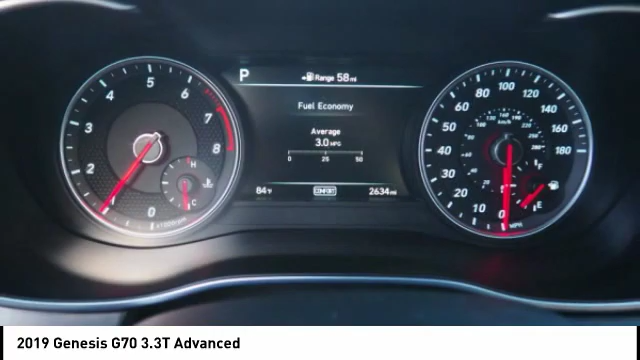 P
Range 58 mi
Fuel Economy
Average
3.0 MPG
0 25 50
84°F
COMFORT
2634 mi
0 1 2 3 4 5 6 7 8
x1000rpm
H
C
0 10 20 30 40 50 60 80 100 120 140 160 180
MPH
F
E
2019 Genesis G70 3.3T Advanced